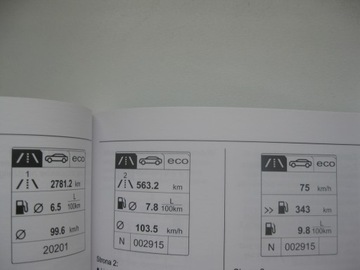 eco
1
2781.2 km
Ø 6.5 L/100km
Ø 99.6 km/h
20201
eco
2
563.2 km
Ø 7.8 L/100km
Ø 103.5 km/h
N 002915
Strona 2:
eco
75 km/h
>> 343 km
9.8 L/100km
N 002915